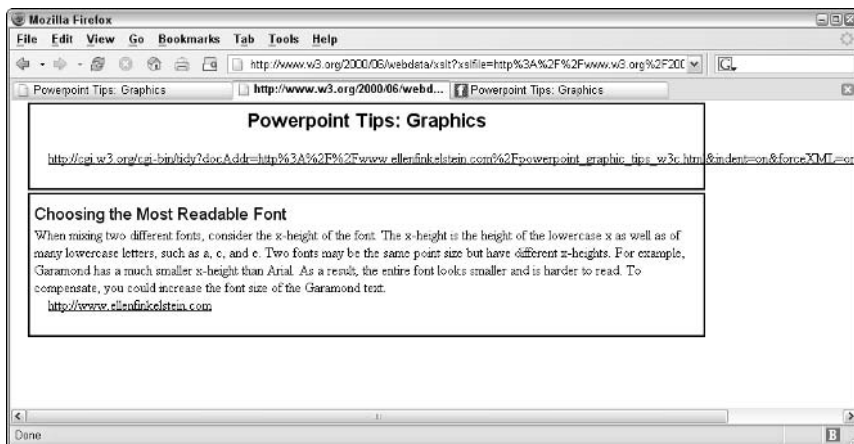 Mozilla Firefox
File Edit View Go Bookmarks Tab Tools Help
http://www.w3.org/2000/06/webdata/xslt?xslfile=http%3A%2F%2Fwww.w3.org%2F200
G
Powerpoint Tips: Graphics
http://www.w3.org/2000/06/webd...
Powerpoint Tips: Graphics
Powerpoint Tips: Graphics
http://cgi.w3.org/cgi-bin/tidy?docAddr=http%3A%2F%2Fwww.ellenfinkelstein.com%2Fpowerpoint_graphic_tips_w3c.html&indent=on&forceXML=on
Choosing the Most Readable Font
When mixing two different fonts, consider the x-height of the font. The x-height is the height of the lowercase x as well as of
many lowercase letters, such as a, c, and e. Two fonts may be the same point size but have different x-heights. For example,
Garamond has a much smaller x-height than Arial. As a result, the entire font looks smaller and is harder to read. To
compensate, you could increase the font size of the Garamond text.
http://www.ellenfinkelstein.com
Done
B